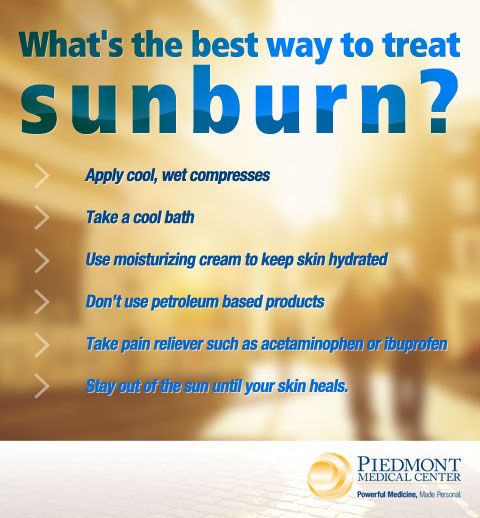 What's the best way to treat
sunburn?
Apply cool, wet compresses
Take a cool bath
Use moisturizing cream to keep skin hydrated
Don't use petroleum based products
Take pain reliever such as acetaminophen or ibuprofen
Stay out of the sun until your skin heals.
PIEDMONT
MEDICAL CENTER
Powerful Medicine, Made Personal